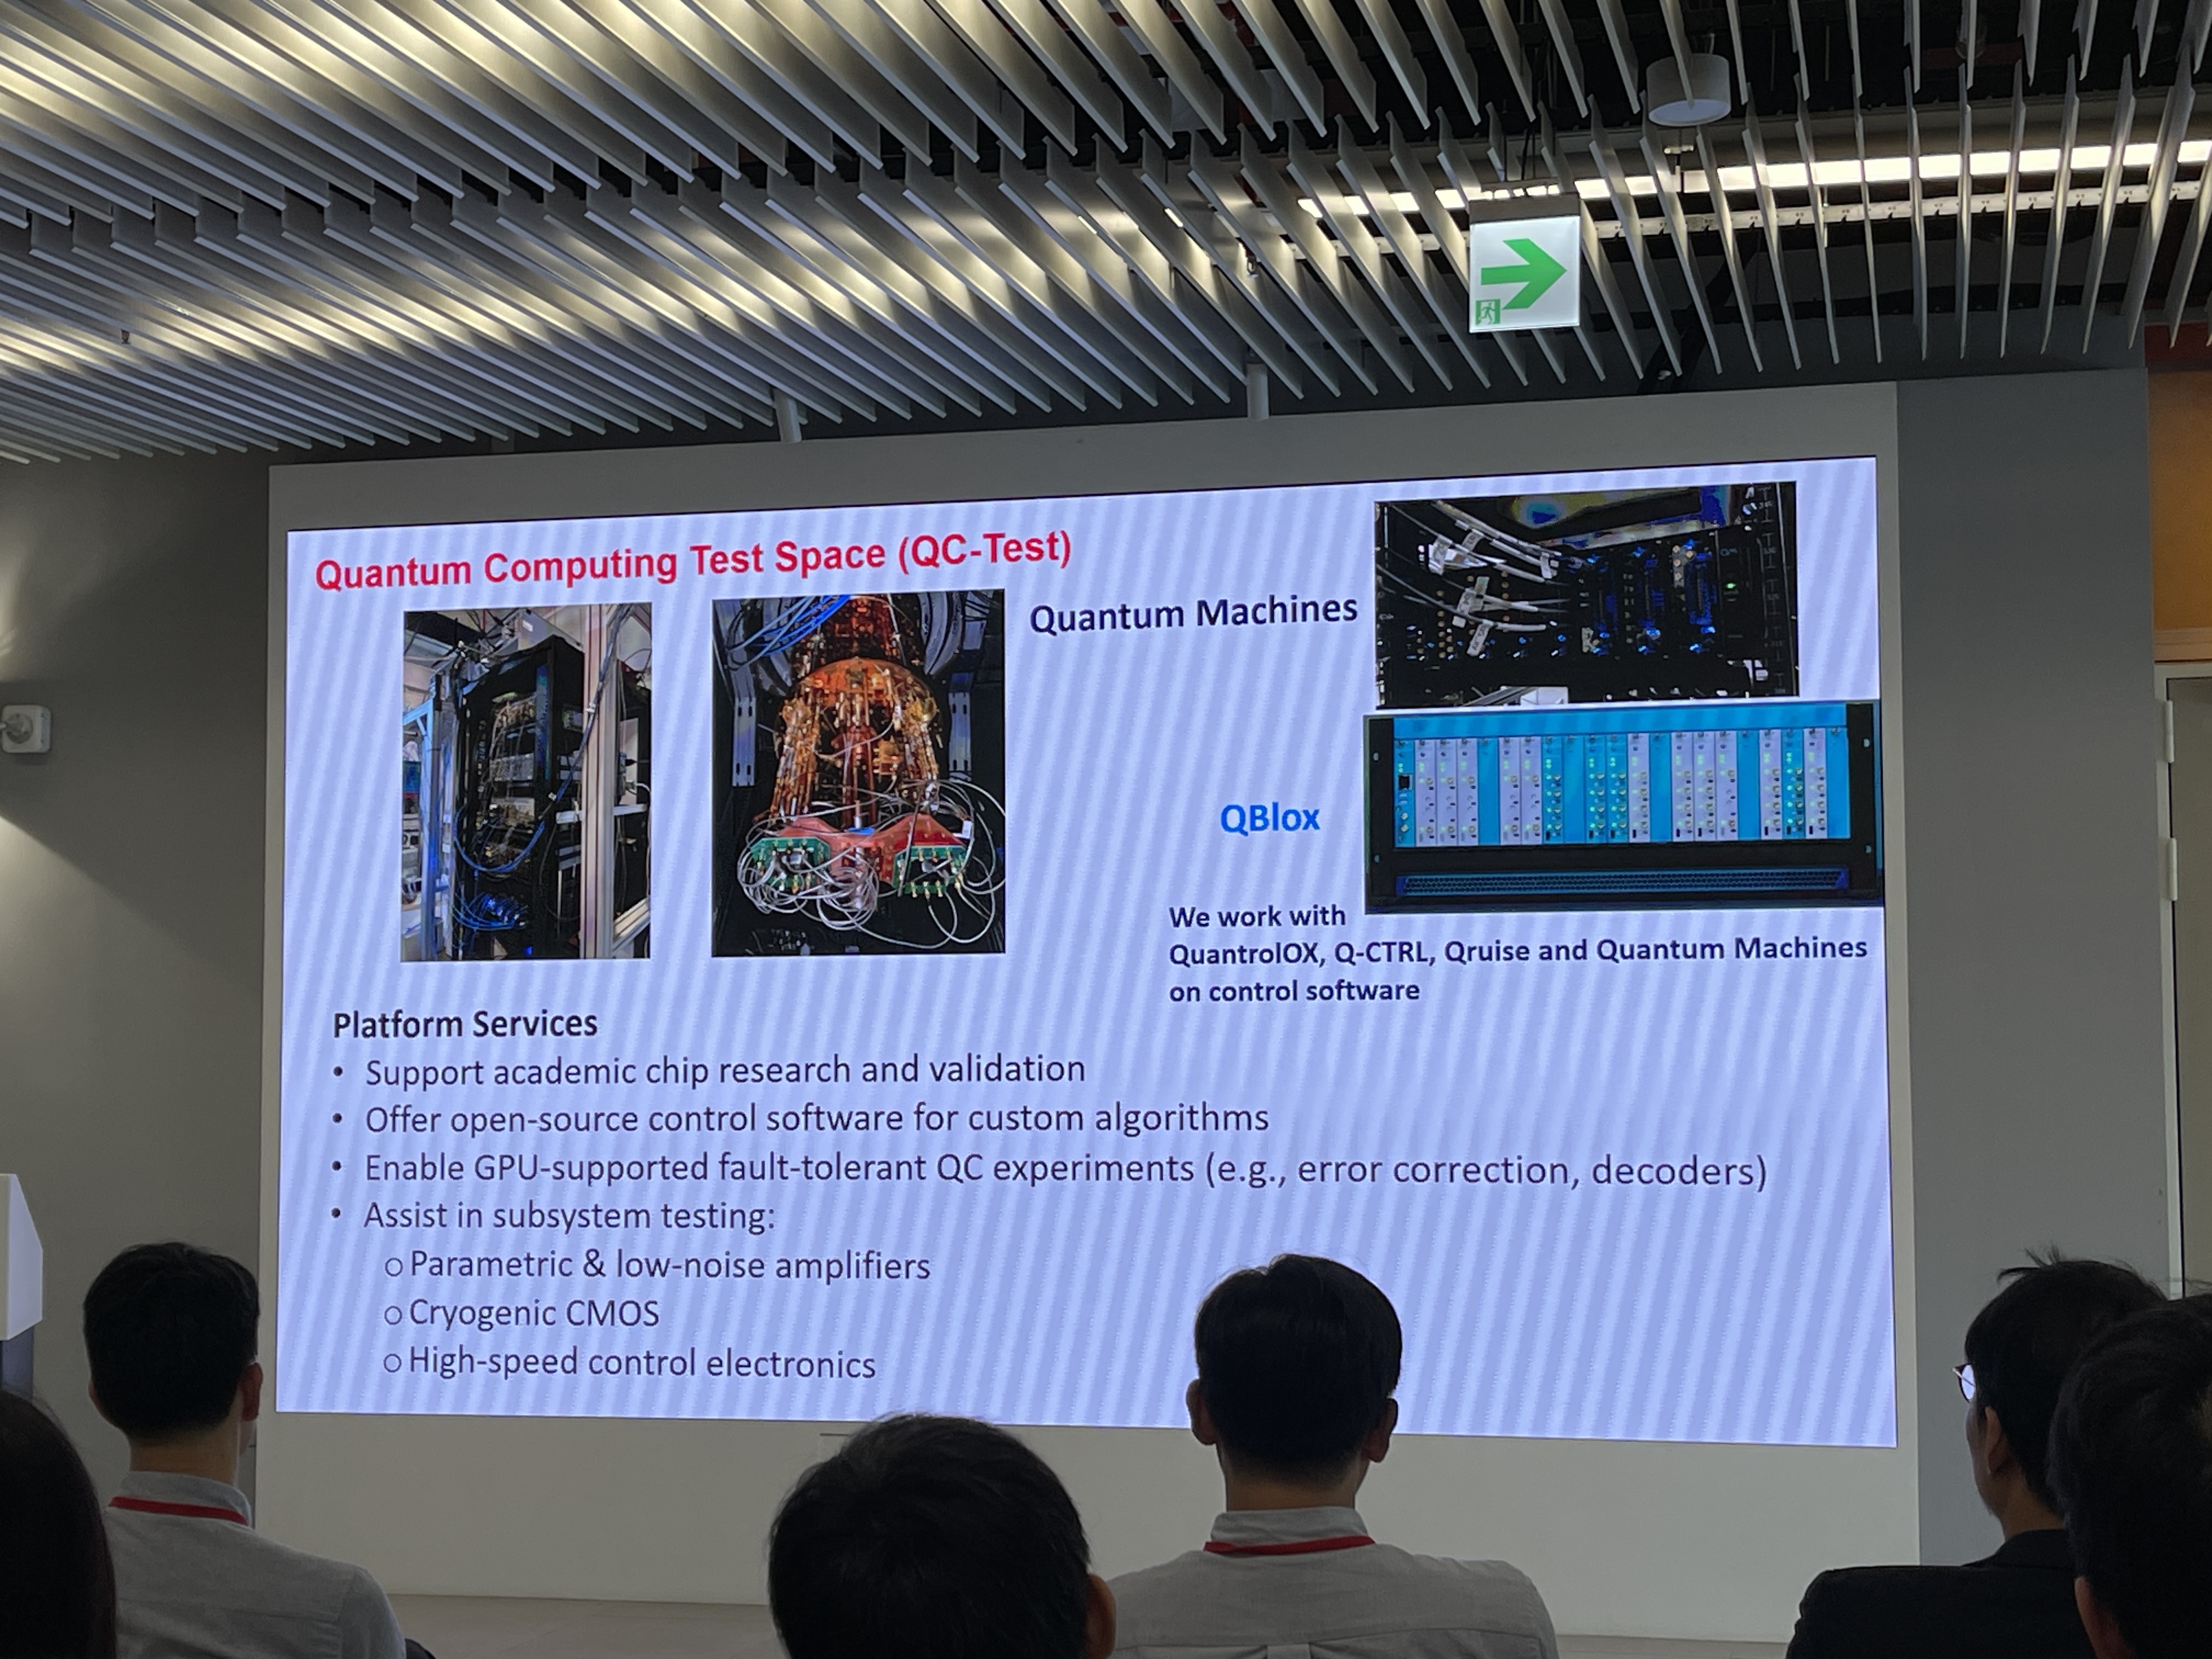 Quantum Computing Test Space (QC-Test)
Quantum Machines
QBlox
We work with
QuantrolOX, Q-CTRL, Qruise and Quantum Machines
on control software
Platform Services
• Support academic chip research and validation
• Offer open-source control software for custom algorithms
• Enable GPU-supported fault-tolerant QC experiments (e.g., error correction, decoders)
• Assist in subsystem testing:
○ Parametric & low-noise amplifiers
○ Cryogenic CMOS
○ High-speed control electronics